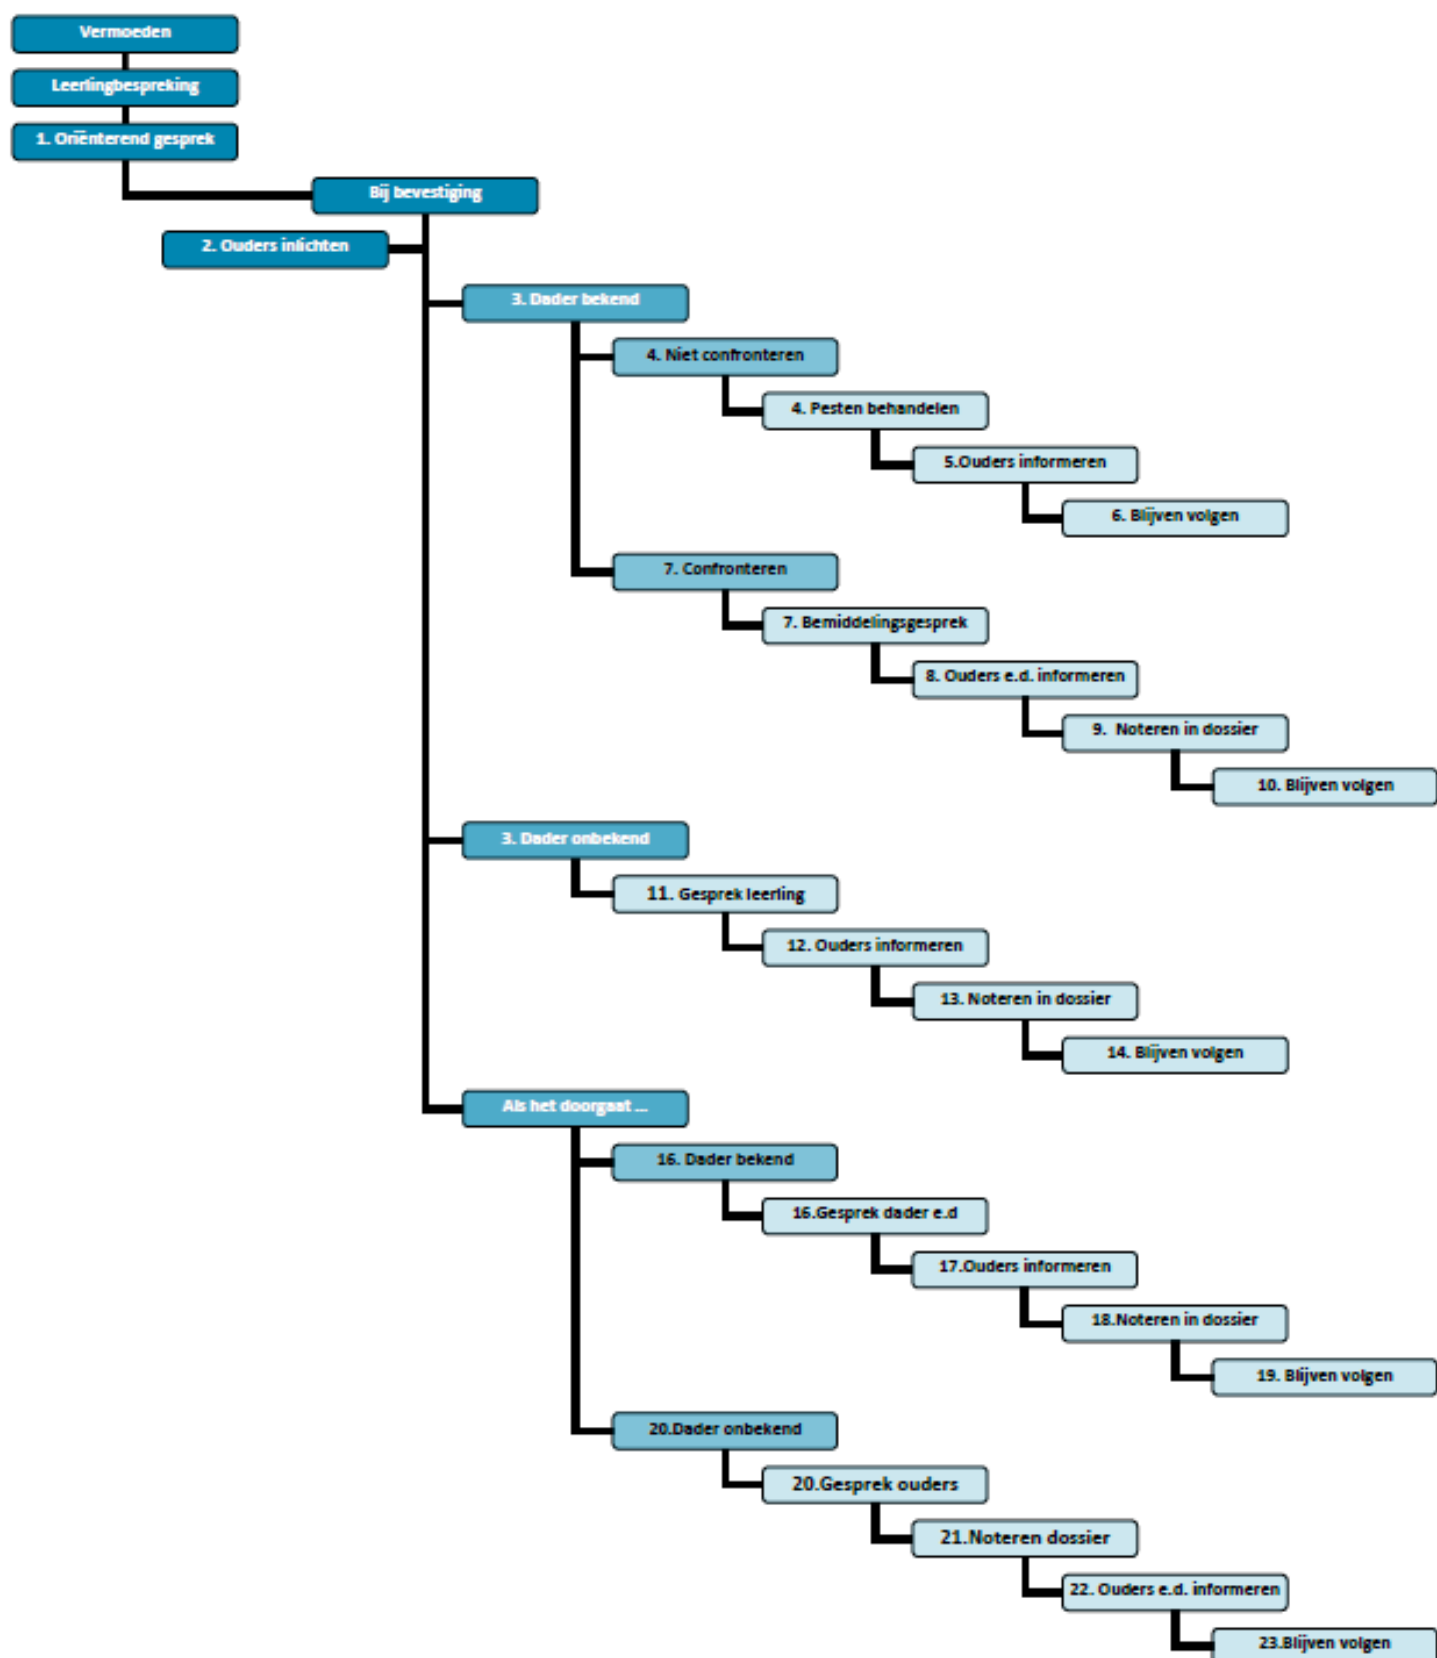 Vermoeden
Leerlingbespreking
1. Oriënterend gesprek
Bij bevestiging
2. Ouders inlichten
3. Dader bekend
4. Niet confronteren
4. Pesten behandelen
5.Ouders informeren
6. Blijven volgen
7. Confronteren
7. Bemiddelingsgesprek
8. Ouders e.d. informeren
9. Noteren in dossier
10. Blijven volgen
3. Dader onbekend
11. Gesprek leerling
12. Ouders informeren
13. Noteren in dossier
14. Blijven volgen
Als het doorgaat ...
16. Dader bekend
16.Gesprek dader e.d
17.Ouders informeren
18.Noteren in dossier
19. Blijven volgen
20.Dader onbekend
20.Gesprek ouders
21.Noteren dossier
22. Ouders e.d. informeren
23.Blijven volgen